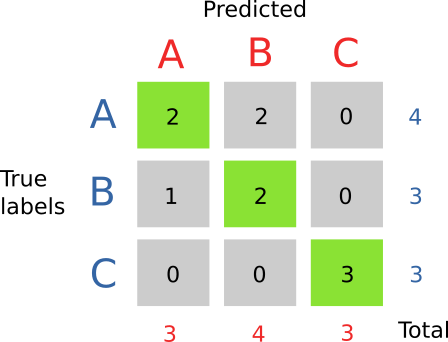 Predicted
A B C
A 2 2 0 4
True
labels
B 1 2 0 3
C 0 0 3 3
3 4 3 Total